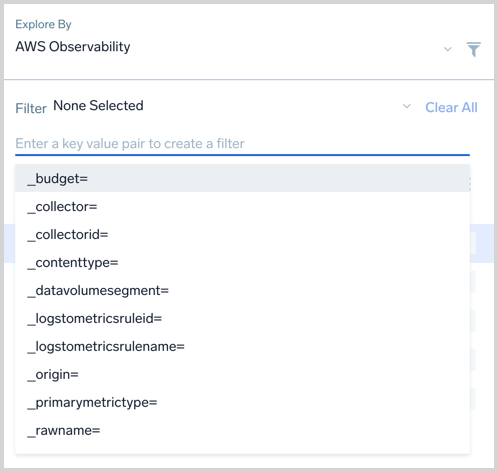 Explore By
AWS Observability
Filter None Selected Clear All
Enter a key value pair to create a filter
_budget=
_collector=
_collectorid=
_contenttype=
_datavolumesegment=
_logstometricsruleid=
_logstometricsrulename=
_origin=
_primarymetrictype=
_rawname=